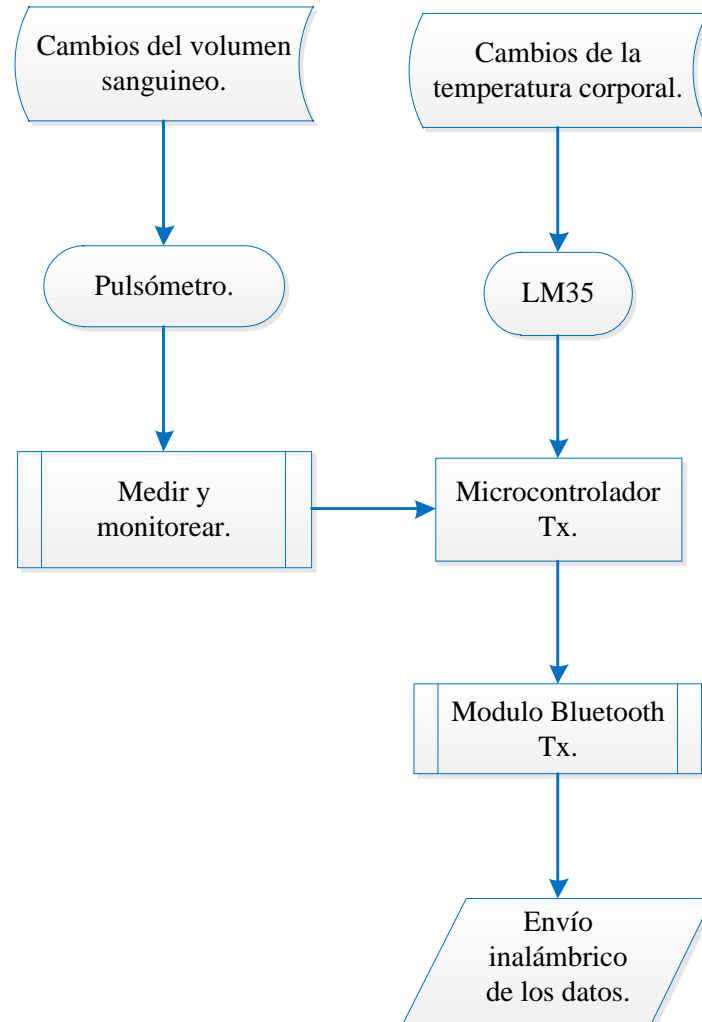 Cambios del volumen
sanguineo.
Cambios de la
temperatura corporal.
Pulsómetro.
LM35
Medir y
monitorear.
Microcontrolador
Tx.
Modulo Bluetooth
Tx.
Envío
inalámbrico
de los datos.